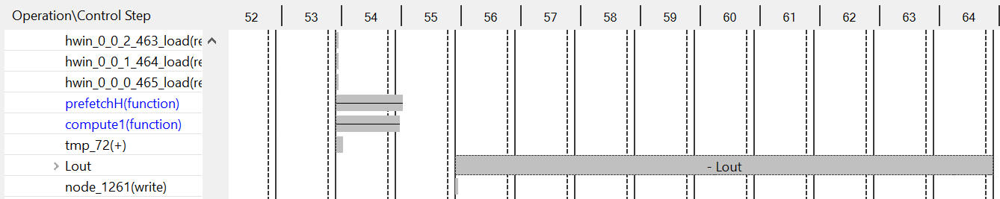 Operation\Control Step 52 53 54 55 56 57 58 59 60 61 62 63 64
hwin_0_0_2_463_load(re
hwin_0_0_1_464_load(re
hwin_0_0_0_465_load(re
prefetchH(function)
compute1(function)
tmp_72(+)
Lout - Lout
node_1261(write)